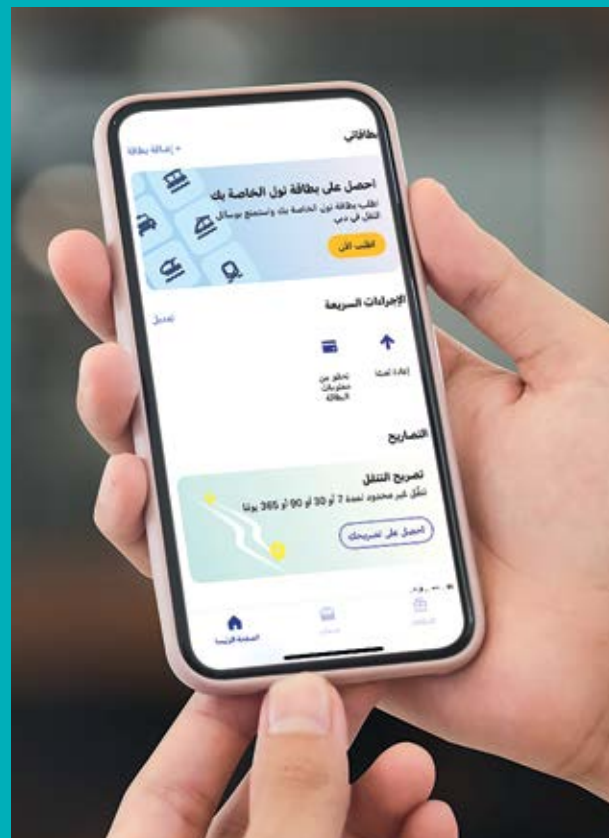 بطاقاتي
+ إضافة بطاقة
احصل على بطاقة نول الخاصة بك
اطلب بطاقة نول الخاصة بك واستمتع بوسائل
النقل في دبي
اطلب الآن
الإجراءات السريعة
تعديل
إعادة تعبئة
تحقق من
معلومات
البطاقة
التصاريح
تصريح التنقل
تنقّل غير محدود لمدة 7 أو 30 أو 90 أو 365 يومًا
احصل على تصريحك
الصفحة الرئيسة